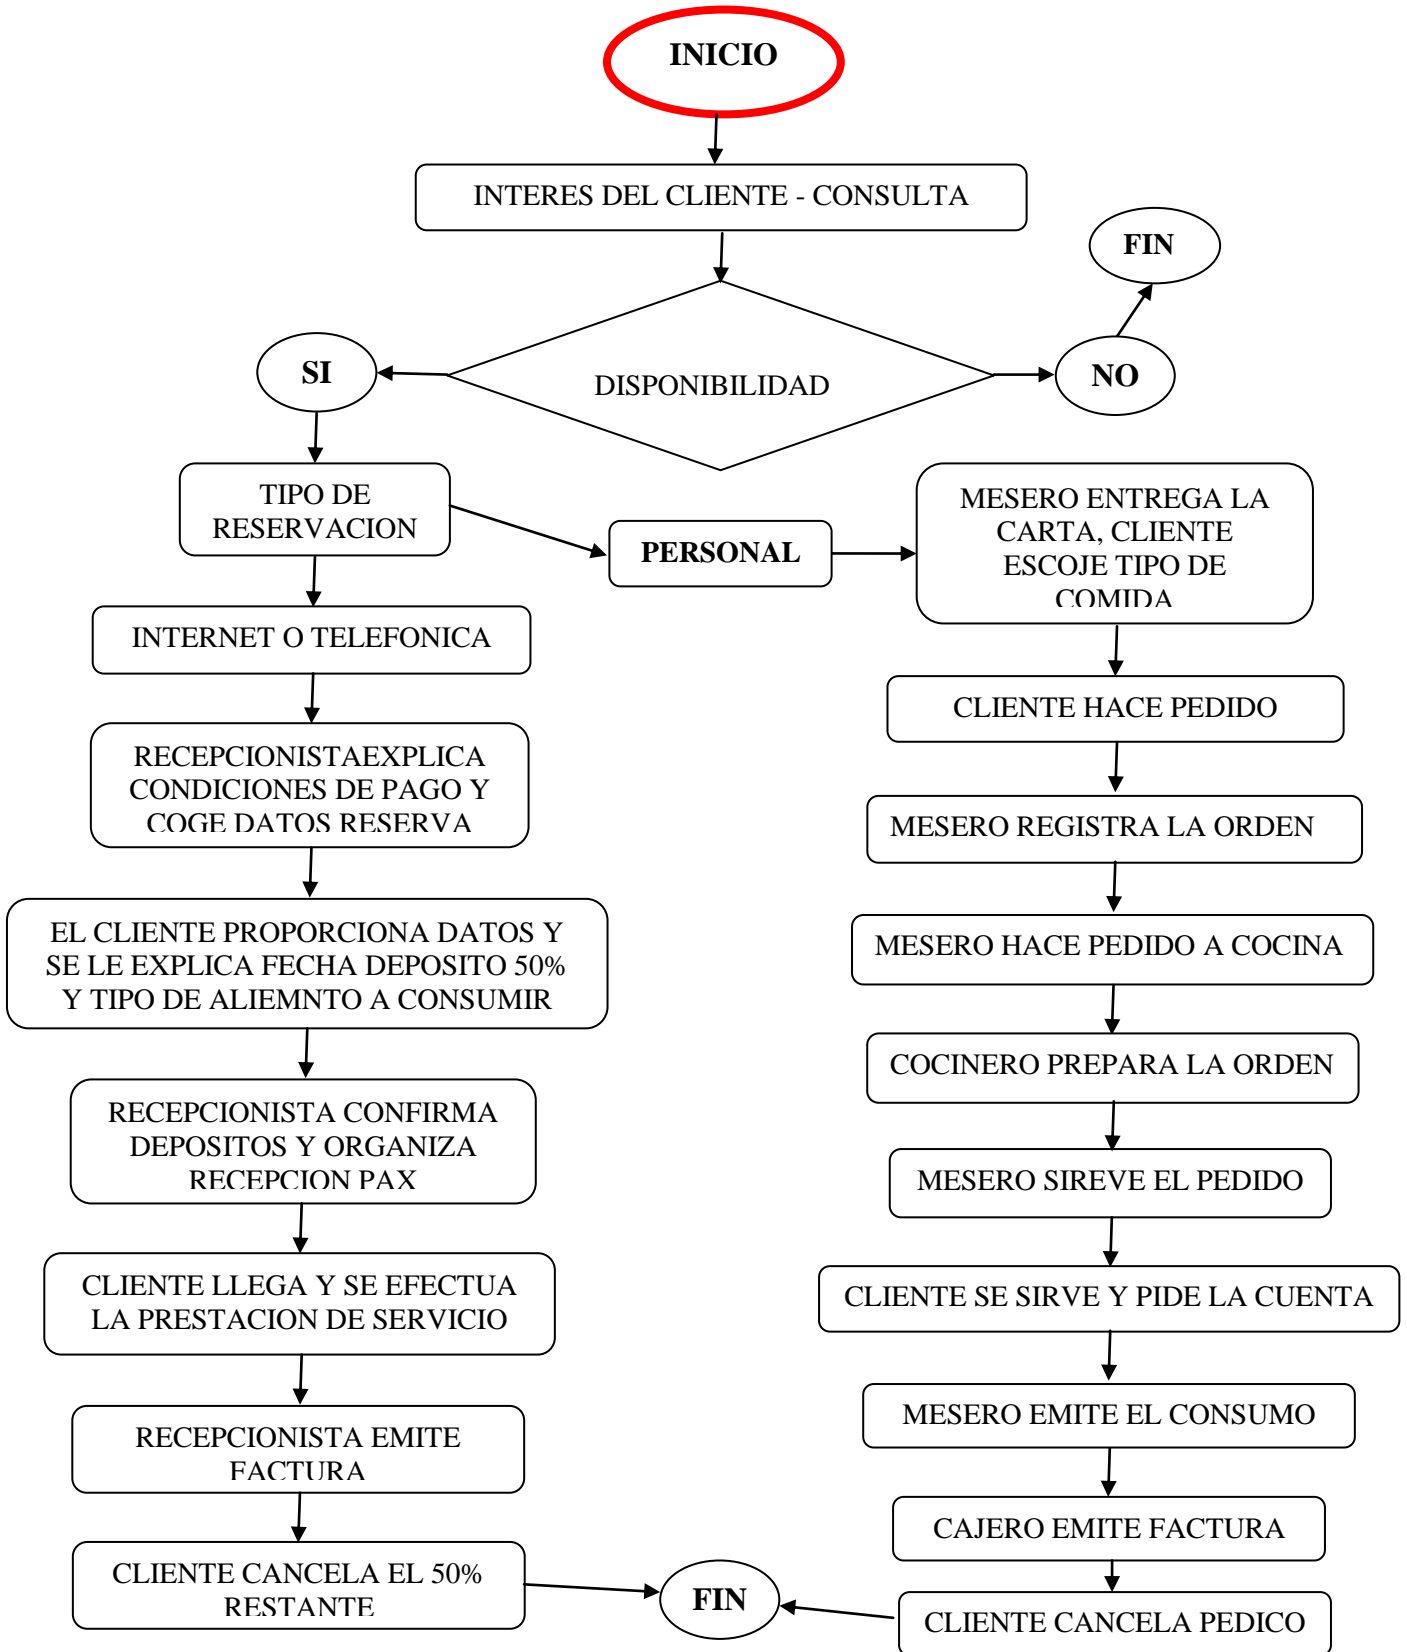 INICIO
INTERES DEL CLIENTE - CONSULTA
FIN
SI
DISPONIBILIDAD
NO
TIPO DE
RESERVACION
PERSONAL
MESERO ENTREGA LA
CARTA, CLIENTE
ESCOJE TIPO DE
COMIDA
INTERNET O TELEFONICA
CLIENTE HACE PEDIDO
RECEPCIONISTAEXPLICA
CONDICIONES DE PAGO Y
COGE DATOS RESERVA
MESERO REGISTRA LA ORDEN
EL CLIENTE PROPORCIONA DATOS Y
SE LE EXPLICA FECHA DEPOSITO 50%
Y TIPO DE ALIEMNTO A CONSUMIR
MESERO HACE PEDIDO A COCINA
COCINERO PREPARA LA ORDEN
RECEPCIONISTA CONFIRMA
DEPOSITOS Y ORGANIZA
RECEPCION PAX
MESERO SIREVE EL PEDIDO
CLIENTE LLEGA Y SE EFECTUA
LA PRESTACION DE SERVICIO
CLIENTE SE SIRVE Y PIDE LA CUENTA
RECEPCIONISTA EMITE
FACTURA
MESERO EMITE EL CONSUMO
CAJERO EMITE FACTURA
CLIENTE CANCELA EL 50%
RESTANTE
FIN
CLIENTE CANCELA PEDICO